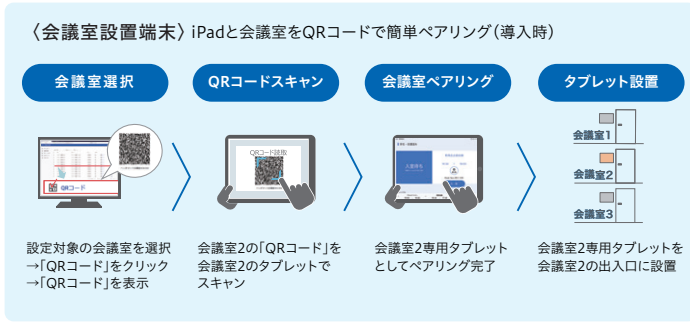 〈会議室設置端末〉iPadと会議室をQRコードで簡単ペアリング（導入時）
会議室選択
QRコードスキャン
会議室ペアリング
タブレット設置
QRコード
QRコード読取
入室待ち
会議室1
会議室2
会議室3
設定対象の会議室を選択
→「QRコード」をクリック
→「QRコード」を表示
会議室2の「QRコード」を
会議室2のタブレットで
スキャン
会議室2専用タブレット
としてペアリング完了
会議室2専用タブレットを
会議室2の出入口に設置